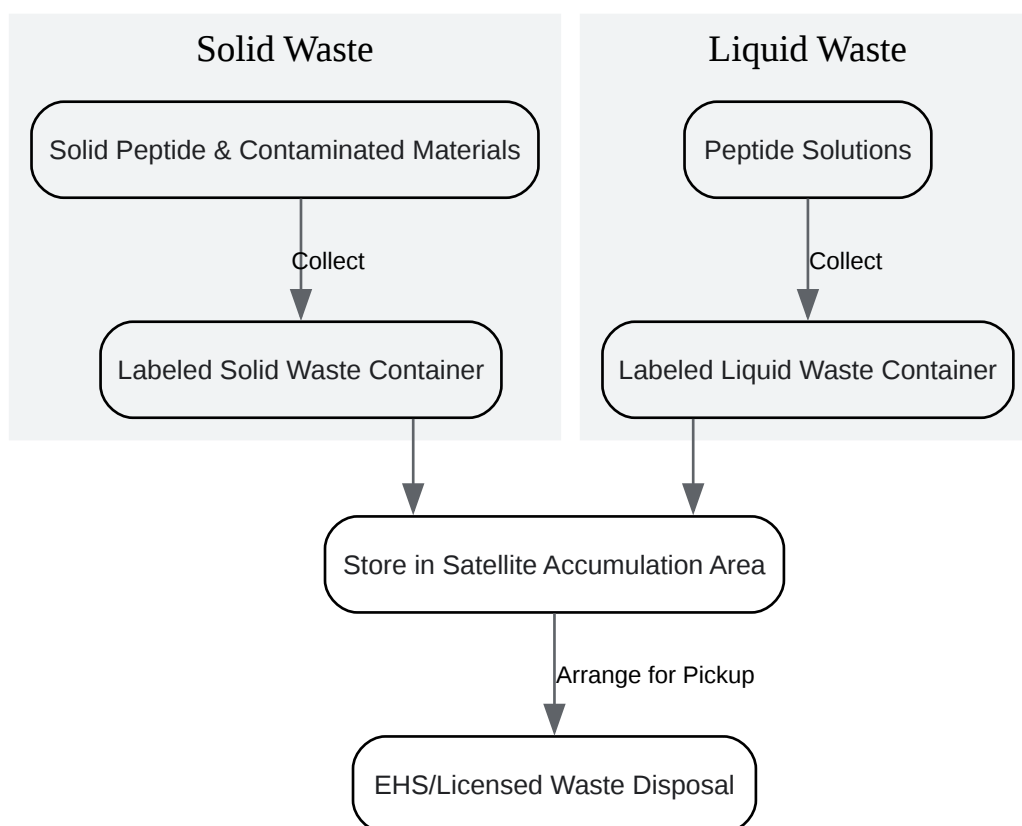 Solid Waste
Solid Peptide & Contaminated Materials
Collect
Labeled Solid Waste Container
Liquid Waste
Peptide Solutions
Collect
Labeled Liquid Waste Container
Store in Satellite Accumulation Area
Arrange for Pickup
EHS/Licensed Waste Disposal